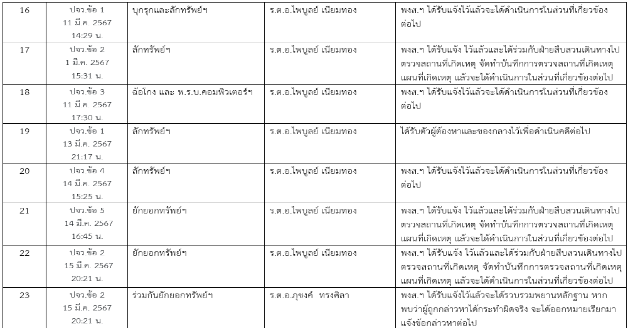 16 ปจว.ข้อ 1 บุกรุกและลักทรัพย์ฯ ร.ต.อ.ไพบูลย์ เนียมทอง พงส.ฯ ได้รับแจ้งไว้แล้วจะได้ดำเนินการในส่วนที่เกี่ยวข้อง
11 มี.ค. 2567 ต่อไป
14:29 น.
17 ปจว.ข้อ 2 ลักทรัพย์ฯ ร.ต.อ.ไพบูลย์ เนียมทอง พงส.ฯ ได้รับแจ้ง ไว้แล้วและได้ร่วมกับฝ่ายสืบสวนเดินทางไป
1 มี.ค. 2567 ตรวจสถานที่เกิดเหตุ จัดทำบันทึกการตรวจสถานที่เกิดเหตุ
15:31 น. แผนที่เกิดเหตุ แล้วจะได้ดำเนินการในส่วนที่เกี่ยวข้องต่อไป
18 ปจว.ข้อ 3 ฉ้อโกง และ พ.ร.บ.คอมพิวเตอร์ฯ ร.ต.อ.ไพบูลย์ เนียมทอง พงส.ฯ ได้รับแจ้งไว้แล้วจะได้ดำเนินการในส่วนที่เกี่ยวข้อง
11 มี.ค. 2567 ต่อไป
17:30 น.
19 ปจว.ข้อ 1 ลักทรัพย์ฯ ร.ต.อ.ไพบูลย์ เนียมทอง ได้รับตัวผู้ต้องหาและของกลางไว้เพื่อดำเนินคดีต่อไป
13 มี.ค. 2567
21:17 น.
20 ปจว.ข้อ 4 ลักทรัพย์ฯ ร.ต.อ.ไพบูลย์ เนียมทอง พงส.ฯ ได้รับแจ้งไว้แล้วจะได้ดำเนินการในส่วนที่เกี่ยวข้อง
14 มี.ค. 2567 ต่อไป
15:25 น.
21 ปจว.ข้อ 5 ยักยอกทรัพย์ฯ ร.ต.อ.ไพบูลย์ เนียมทอง พงส.ฯ ได้รับแจ้ง ไว้แล้วและได้ร่วมกับฝ่ายสืบสวนเดินทางไป
14 มี.ค. 2567 ตรวจสถานที่เกิดเหตุ จัดทำบันทึกการตรวจสถานที่เกิดเหตุ
16:45 น. แผนที่เกิดเหตุ แล้วจะได้ดำเนินการในส่วนที่เกี่ยวข้องต่อไป
22 ปจว.ข้อ 2 ยักยอกทรัพย์ฯ ร.ต.อ.ไพบูลย์ เนียมทอง พงส.ฯ ได้รับแจ้ง ไว้แล้วและได้ร่วมกับฝ่ายสืบสวนเดินทางไป
15 มี.ค. 2567 ตรวจสถานที่เกิดเหตุ จัดทำบันทึกการตรวจสถานที่เกิดเหตุ
20:21 น. แผนที่เกิดเหตุ แล้วจะได้ดำเนินการในส่วนที่เกี่ยวข้องต่อไป
23 ปจว.ข้อ 2 ร่วมกันยักยอกทรัพย์ฯ ร.ต.อ.ภุชงค์ ทรงศิลา พงส.ฯ ได้รับแจ้งไว้แล้วจะได้รวบรวมพยานหลักฐาน หาก
15 มี.ค. 2567 พบว่าผู้ถูกกล่าวหาได้กระทำผิดจริง จะได้ออกหมายเรียกมา
20:21 น. แจ้งข้อกล่าวหาต่อไป